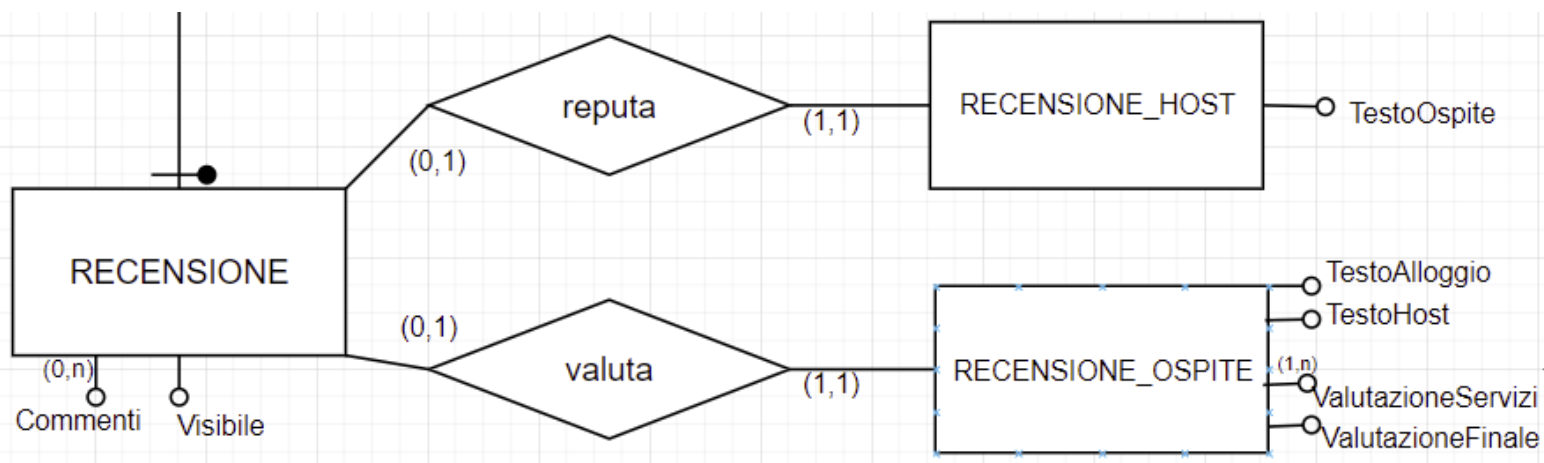 reputa
RECENSIONE_HOST
TestoOspite
(1,1)
(0,1)
RECENSIONE
TestoAlloggio
(0,1)
TestoHost
(0,n)
valuta
(1,1)
RECENSIONE_OSPITE
(1,n)
ValutazioneServizi
Commenti
Visibile
ValutazioneFinale